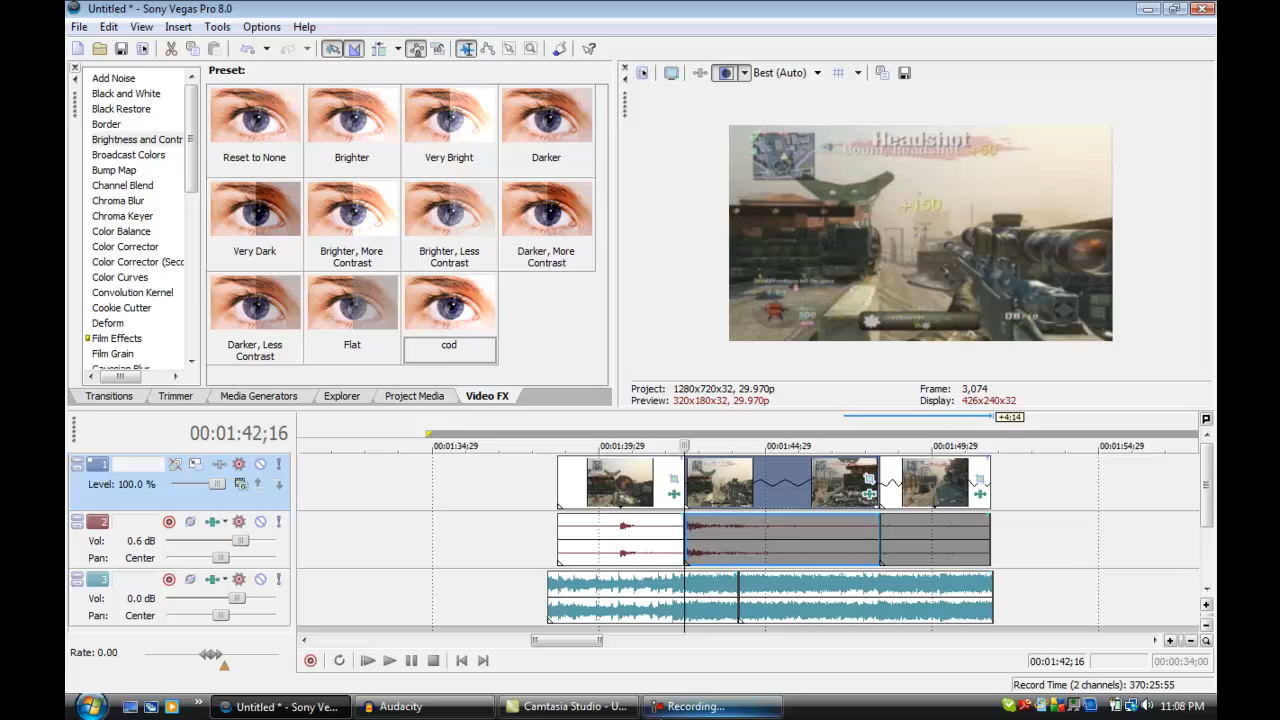 Untitled * - Sony Vegas Pro 8.0
File Edit View Insert Tools Options Help
Add Noise
Black and White
Black Restore
Border
Brightness and Contr
Broadcast Colors
Bump Map
Channel Blend
Chroma Blur
Chroma Keyer
Color Balance
Color Corrector
Color Corrector (Seco
Color Curves
Convolution Kernel
Cookie Cutter
Deform
Film Effects
Film Grain
Gaussian Blur
Preset:
Reset to None Brighter Very Bright Darker
Very Dark Brighter, More Contrast Brighter, Less Contrast Darker, More Contrast
Darker, Less Contrast Flat cod
Transitions Trimmer Media Generators Explorer Project Media Video FX
Best (Auto)
Headshot
headshot +50
+150
Project: 1280x720x32, 29.970p Frame: 3,074
Preview: 320x180x32, 29.970p Display: 426x240x32
+4;14
00:01:42;16
00:01:34;29 00:01:39;29 00:01:44;29 00:01:49;29 00:01:54;29
1
Level: 100.0 %
2
Vol: 0.6 dB
Pan: Center
3
Vol: 0.0 dB
Pan: Center
Rate: 0.00
00:01:42;16 00:00:34;00
Record Time (2 channels): 370:25:55
Untitled * - Sony Ve... Audacity Camtasia Studio - U... Recording... 11:08 PM